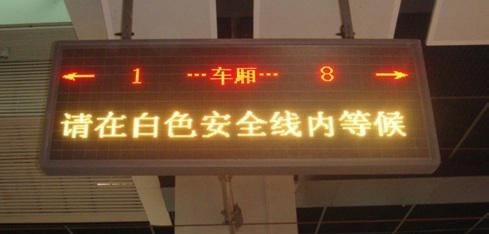 ← 1 ···车厢··· 8 →
请在白色安全线内等候